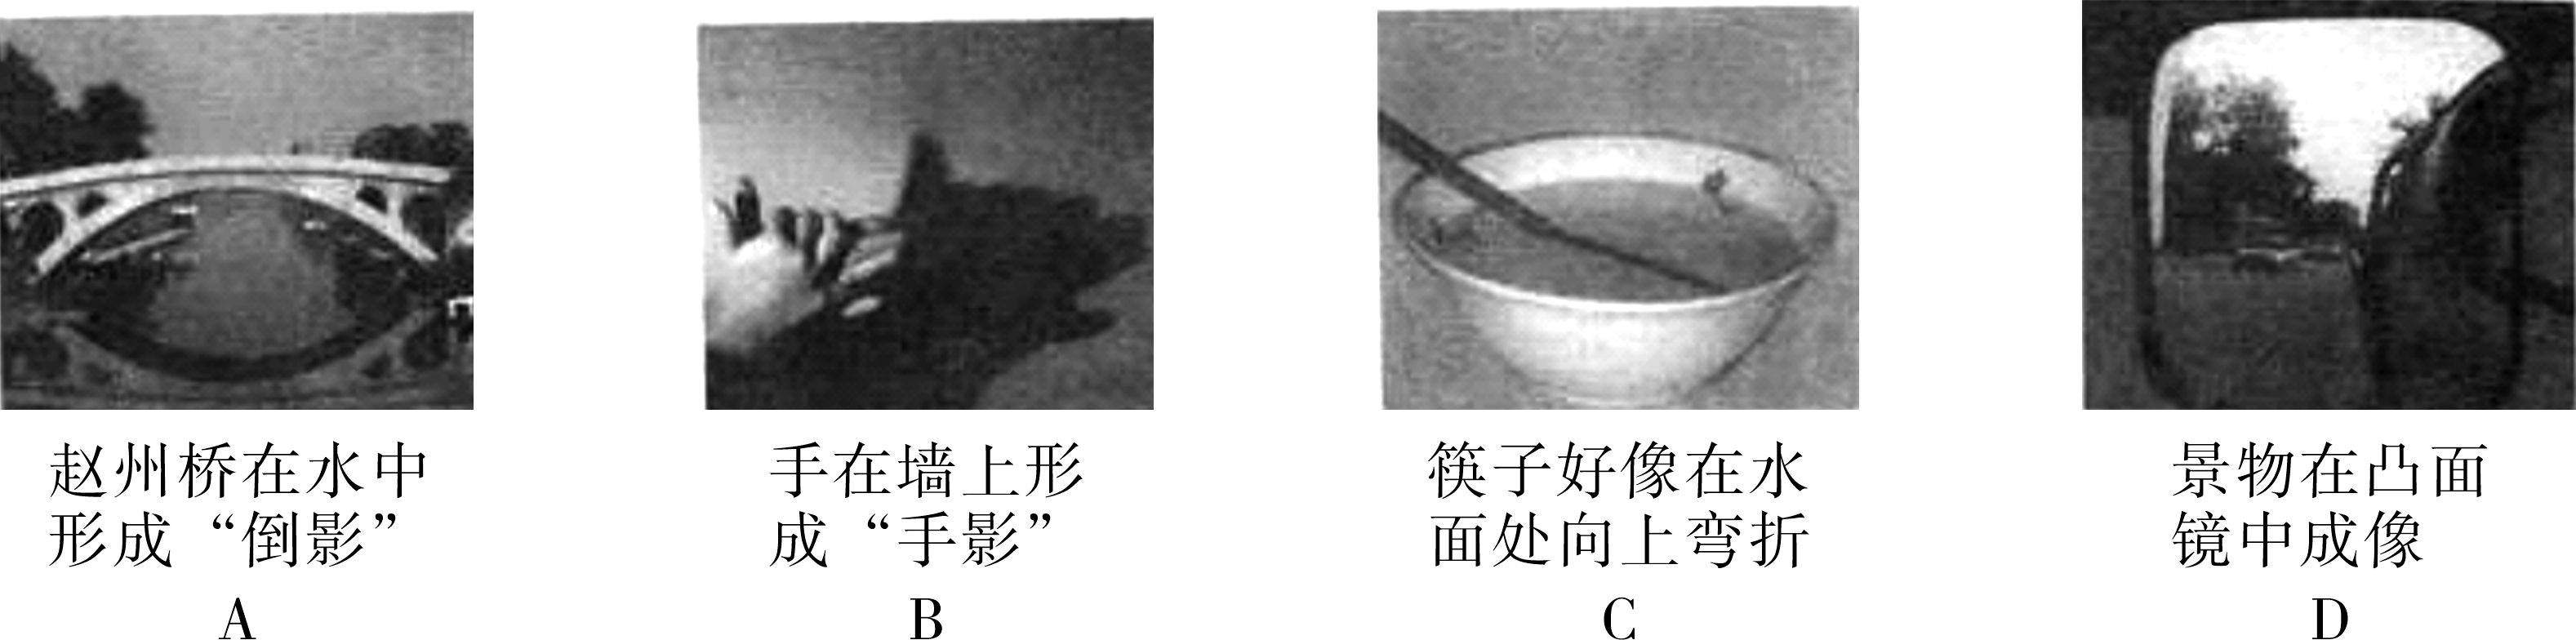 赵州桥在水中
形成“倒影”
A
手在墙上形
成“手影”
B
筷子好像在水
面处向上弯折
C
景物在凸面
镜中成像
D